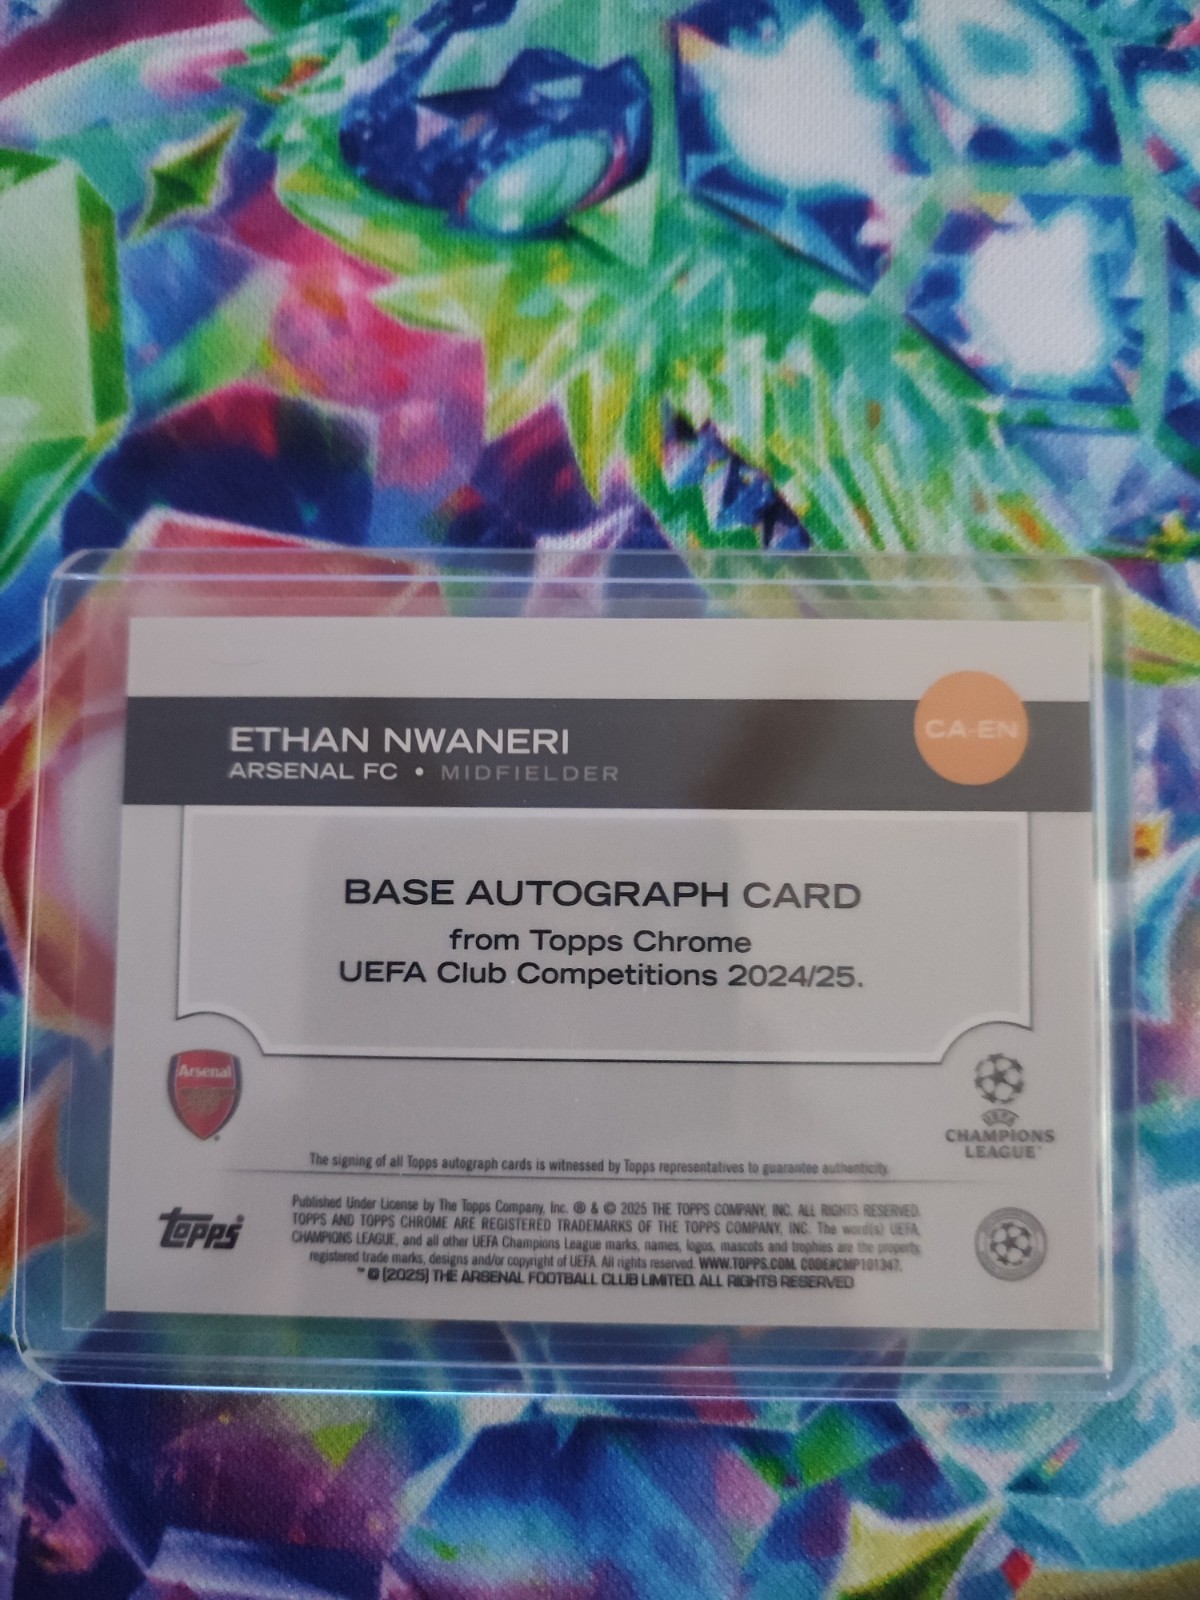 ETHAN NWANERI
ARSENAL FC • MIDFIELDER
CA-EN
BASE AUTOGRAPH CARD
from Topps Chrome
UEFA Club Competitions 2024/25.
Arsenal
UEFA
CHAMPIONS
LEAGUE
The signing of all Topps autograph cards is witnessed by Topps representatives to guarantee authenticity.
Topps
Published Under License by The Topps Company, Inc. ® & © 2025 THE TOPPS COMPANY, INC. ALL RIGHTS RESERVED.
TOPPS AND TOPPS CHROME ARE REGISTERED TRADEMARKS OF THE TOPPS COMPANY, INC. The word(s) UEFA,
CHAMPIONS LEAGUE, and all other UEFA Champions League marks, names, logos, mascots and trophies are the property,
registered trade marks, designs and/or copyright of UEFA. All rights reserved. WWW.TOPPS.COM. CODE#CMP101347.
™ © (2025) THE ARSENAL FOOTBALL CLUB LIMITED. ALL RIGHTS RESERVED